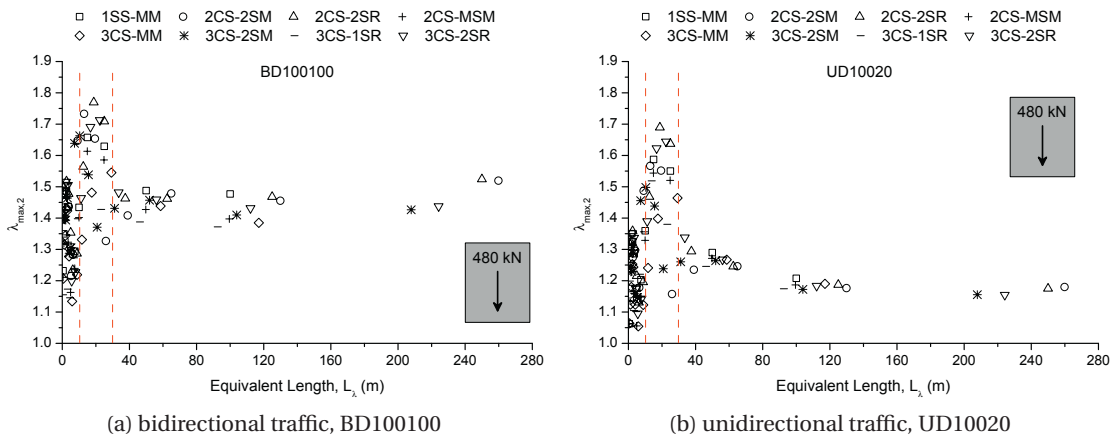 1SS-MM 2CS-2SM 2CS-2SR 2CS-MSM
3CS-MM 3CS-2SM 3CS-1SR 3CS-2SR
BD100100
1.9
1.8
1.7
1.6
1.5
1.4
1.3
1.2
1.1
1.0
λmax,2
480 kN
0 40 80 120 160 200 240 280
Equivalent Length, Lλ (m)
(a) bidirectional traffic, BD100100
1SS-MM 2CS-2SM 2CS-2SR 2CS-MSM
3CS-MM 3CS-2SM 3CS-1SR 3CS-2SR
UD10020
1.9
1.8
1.7
1.6
1.5
1.4
1.3
1.2
1.1
1.0
λmax,2
480 kN
0 40 80 120 160 200 240 280
Equivalent Length, Lλ (m)
(b) unidirectional traffic, UD10020